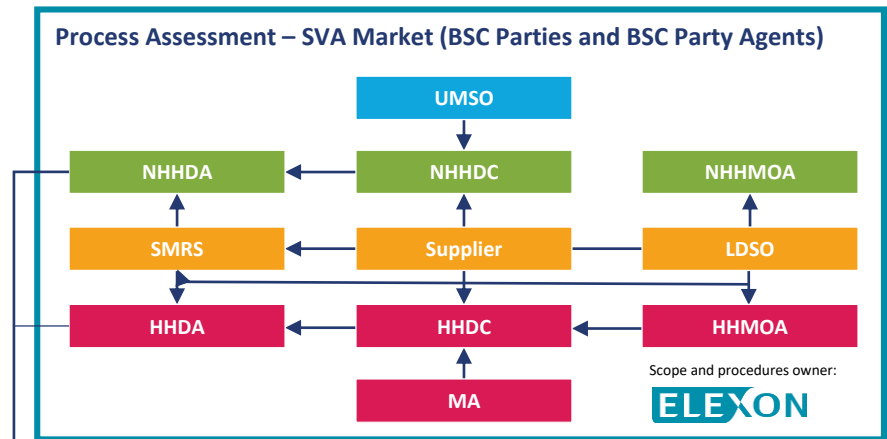 Process Assessment – SVA Market (BSC Parties and BSC Party Agents)
UMSO
NHHDA
NHHDC
NHHMOA
SMRS
Supplier
LDSO
HHDA
HHDC
HHMOA
MA
Scope and procedures owner:
ELEXON